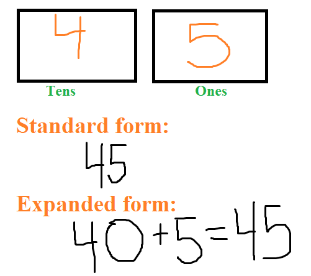 4 5
Tens Ones
Standard form:
45
Expanded form:
40+5=45